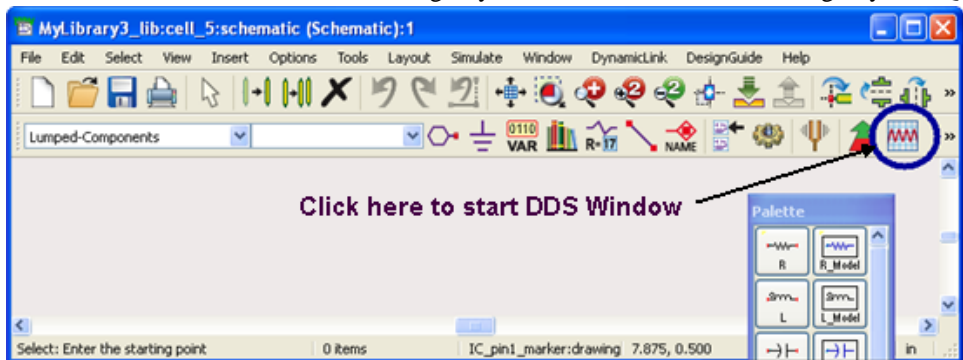 MyLibrary3_lib:cell_5:schematic (Schematic):1
File Edit Select View Insert Options Tools Layout Simulate Window DynamicLink DesignGuide Help
+2 -2 »
Lumped-Components 0110 VAR R=17 NAME »
Click here to start DDS Window
Palette
R R_Model
L L_Model
Select: Enter the starting point 0 items IC_pin1_marker:drawing 7.875, 0.500 in